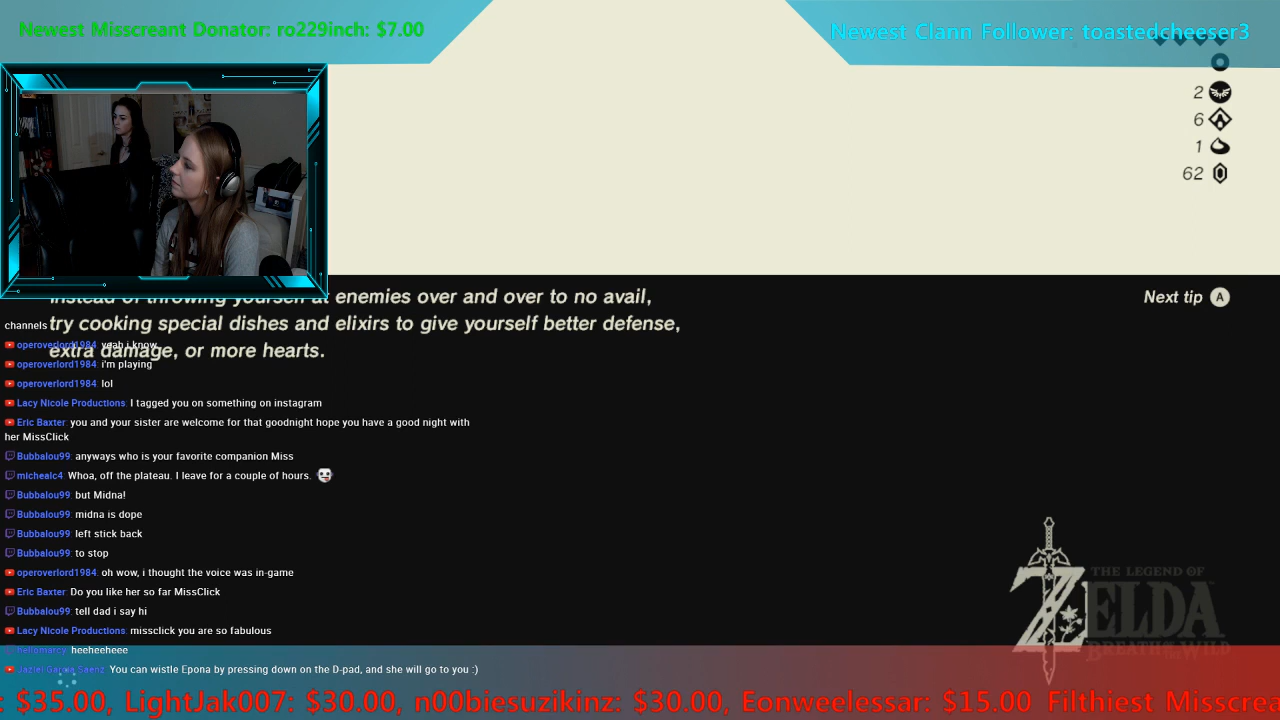 Newest Misscreant Donator: ro229inch: $7.00
Newest Clann Follower: toastedcheeser3
2
6
1
62
Instead of throwing yourself at enemies over and over to no avail,
try cooking special dishes and elixirs to give yourself better defense,
extra damage, or more hearts.
Next tip A
channels
operoverlord1984: yeah i know
operoverlord1984: i'm playing
operoverlord1984: lol
Lacy Nicole Productions: I tagged you on something on instagram
Eric Baxter: you and your sister are welcome for that goodnight hope you have a good night with
her MissClick
Bubbalou99: anyways who is your favorite companion Miss
michealc4: Whoa, off the plateau. I leave for a couple of hours.
Bubbalou99: but Midna!
Bubbalou99: midna is dope
Bubbalou99: left stick back
Bubbalou99: to stop
operoverlord1984: oh wow, i thought the voice was in-game
Eric Baxter: Do you like her so far MissClick
Bubbalou99: tell dad i say hi
Lacy Nicole Productions: missclick you are so fabulous
hellomarcy: heeheeheee
Jaziel Garcia Saenz: You can wistle Epona by pressing down on the D-pad, and she will go to you :)
THE LEGEND OF
ZELDA
BREATH OF THE WILD
: $35.00, LightJak007: $30.00, n00biesuzikinz: $30.00, Eonweelessar: $15.00 Filthiest Misscrea